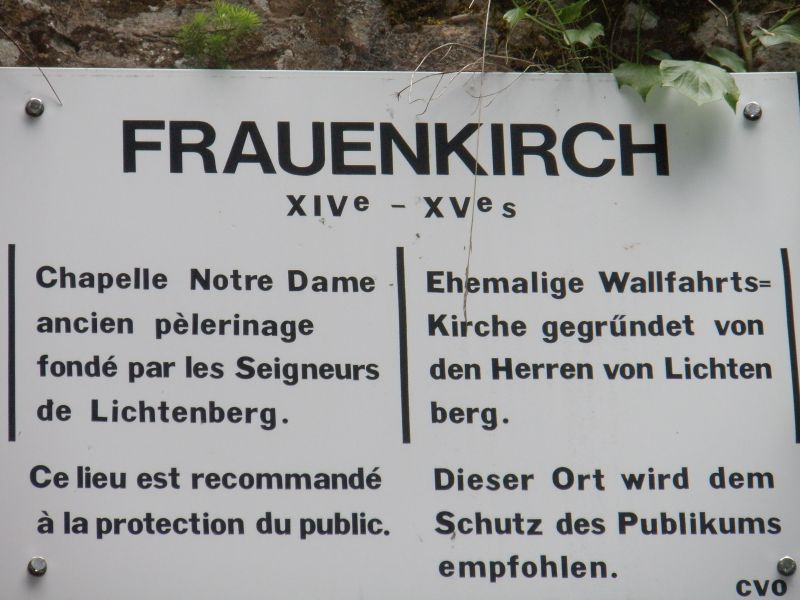 FRAUENKIRCH
XIVe – XVe s
Chapelle Notre Dame
ancien pèlerinage
fondé par les Seigneurs
de Lichtenberg.
Ce lieu est recommandé
à la protection du public.
Ehemalige Wallfahrts=
Kirche gegründet von
den Herren von Lichten
berg.
Dieser Ort wird dem
Schutz des Publikums
empfohlen.
CVO